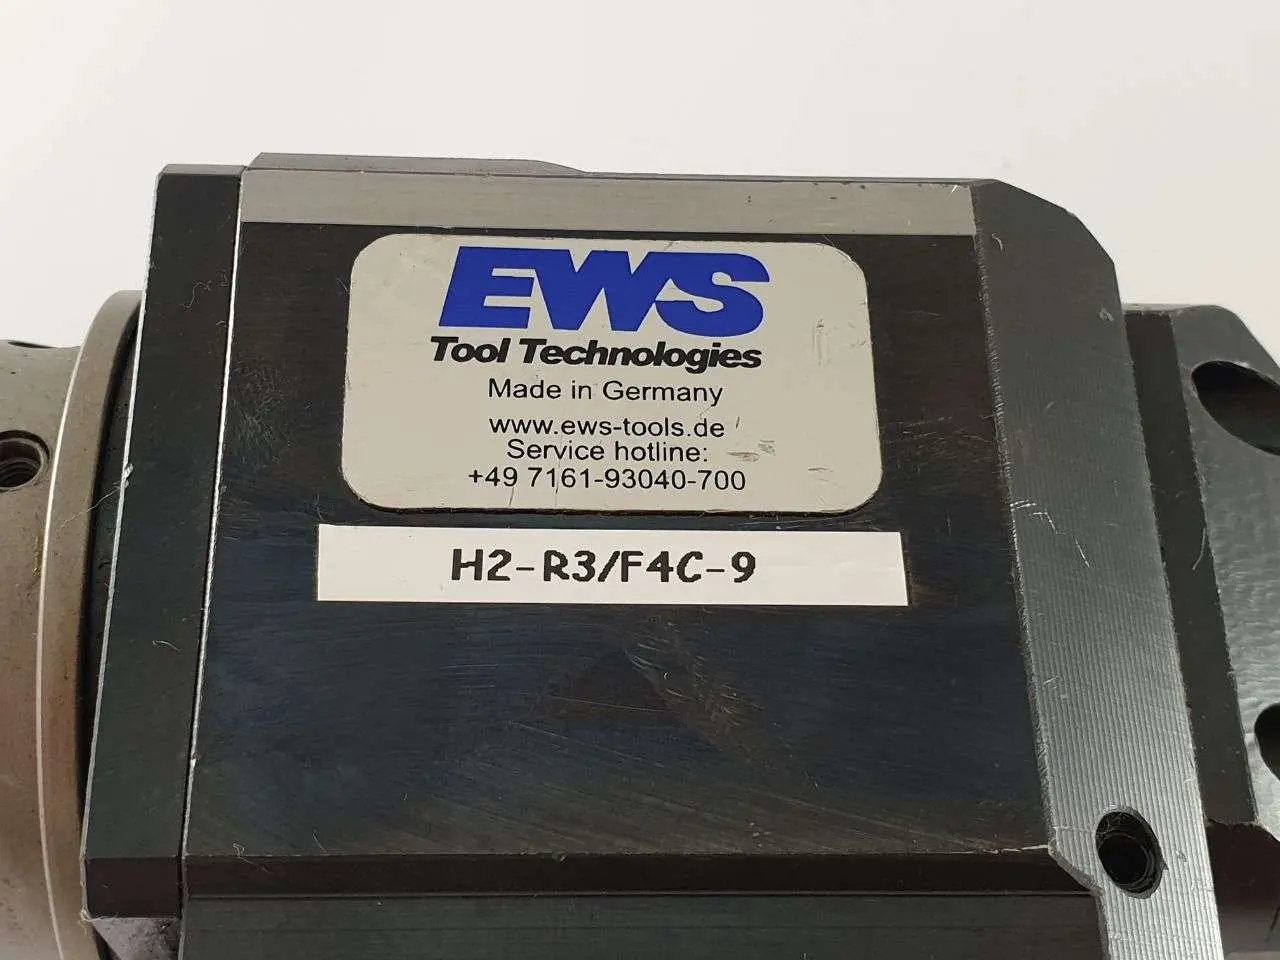 EWS
Tool Technologies
Made in Germany
www.ews-tools.de
Service hotline:
+49 7161-93040-700
H2-R3/F4C-9